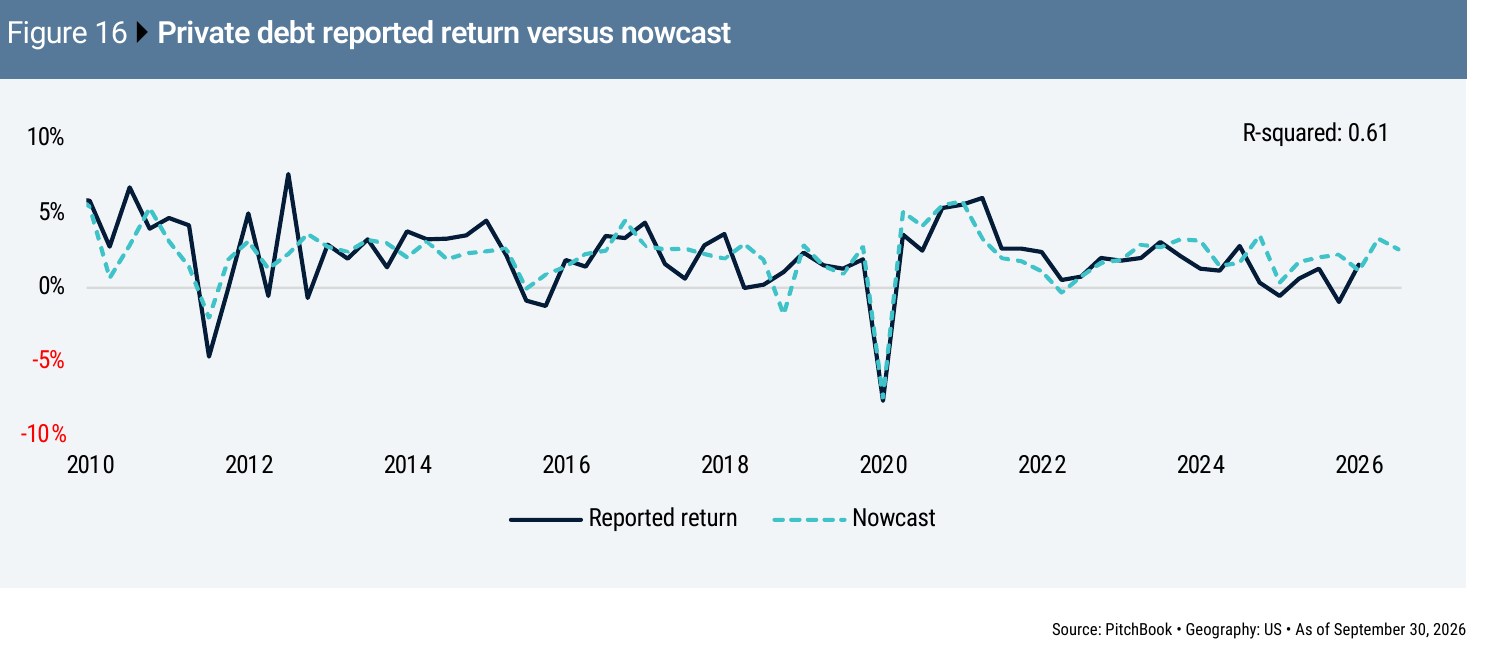 Figure 16 ▸ Private debt reported return versus nowcast
R-squared: 0.61
10%
5%
0%
-5%
-10%
2010 2012 2014 2016 2018 2020 2022 2024 2026
Reported return Nowcast
Source: PitchBook • Geography: US • As of September 30, 2026